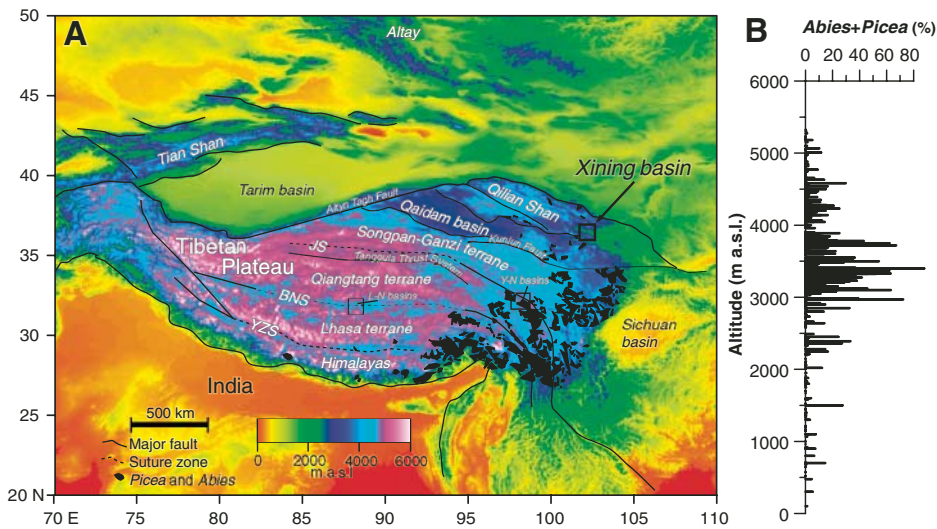 A
50
45
40
35
30
25
20 N
70 E
75
80
85
90
95
100
105
110
Altay
Tian Shan
Tarim basin
Altyn Tagh Fault
Qilian Shan
Xining basin
Qaidam basin
Kunlun Fault
Songpan-Ganzi terrane
JS
Tanggula Thrust System
Tibetan
Plateau
Qiangtang terrane
Y-N basins
BNS
L-N basins
YZS
Lhasa terrane
Himalayas
Sichuan
basin
India
500 km
Major fault
Suture zone
Picea and Abies
0 2000 4000 6000
m a.s.l
B
Abies+Picea (%)
0 20 40 60 80
Altitude (m a.s.l.)
6000
5000
4000
3000
2000
1000
0